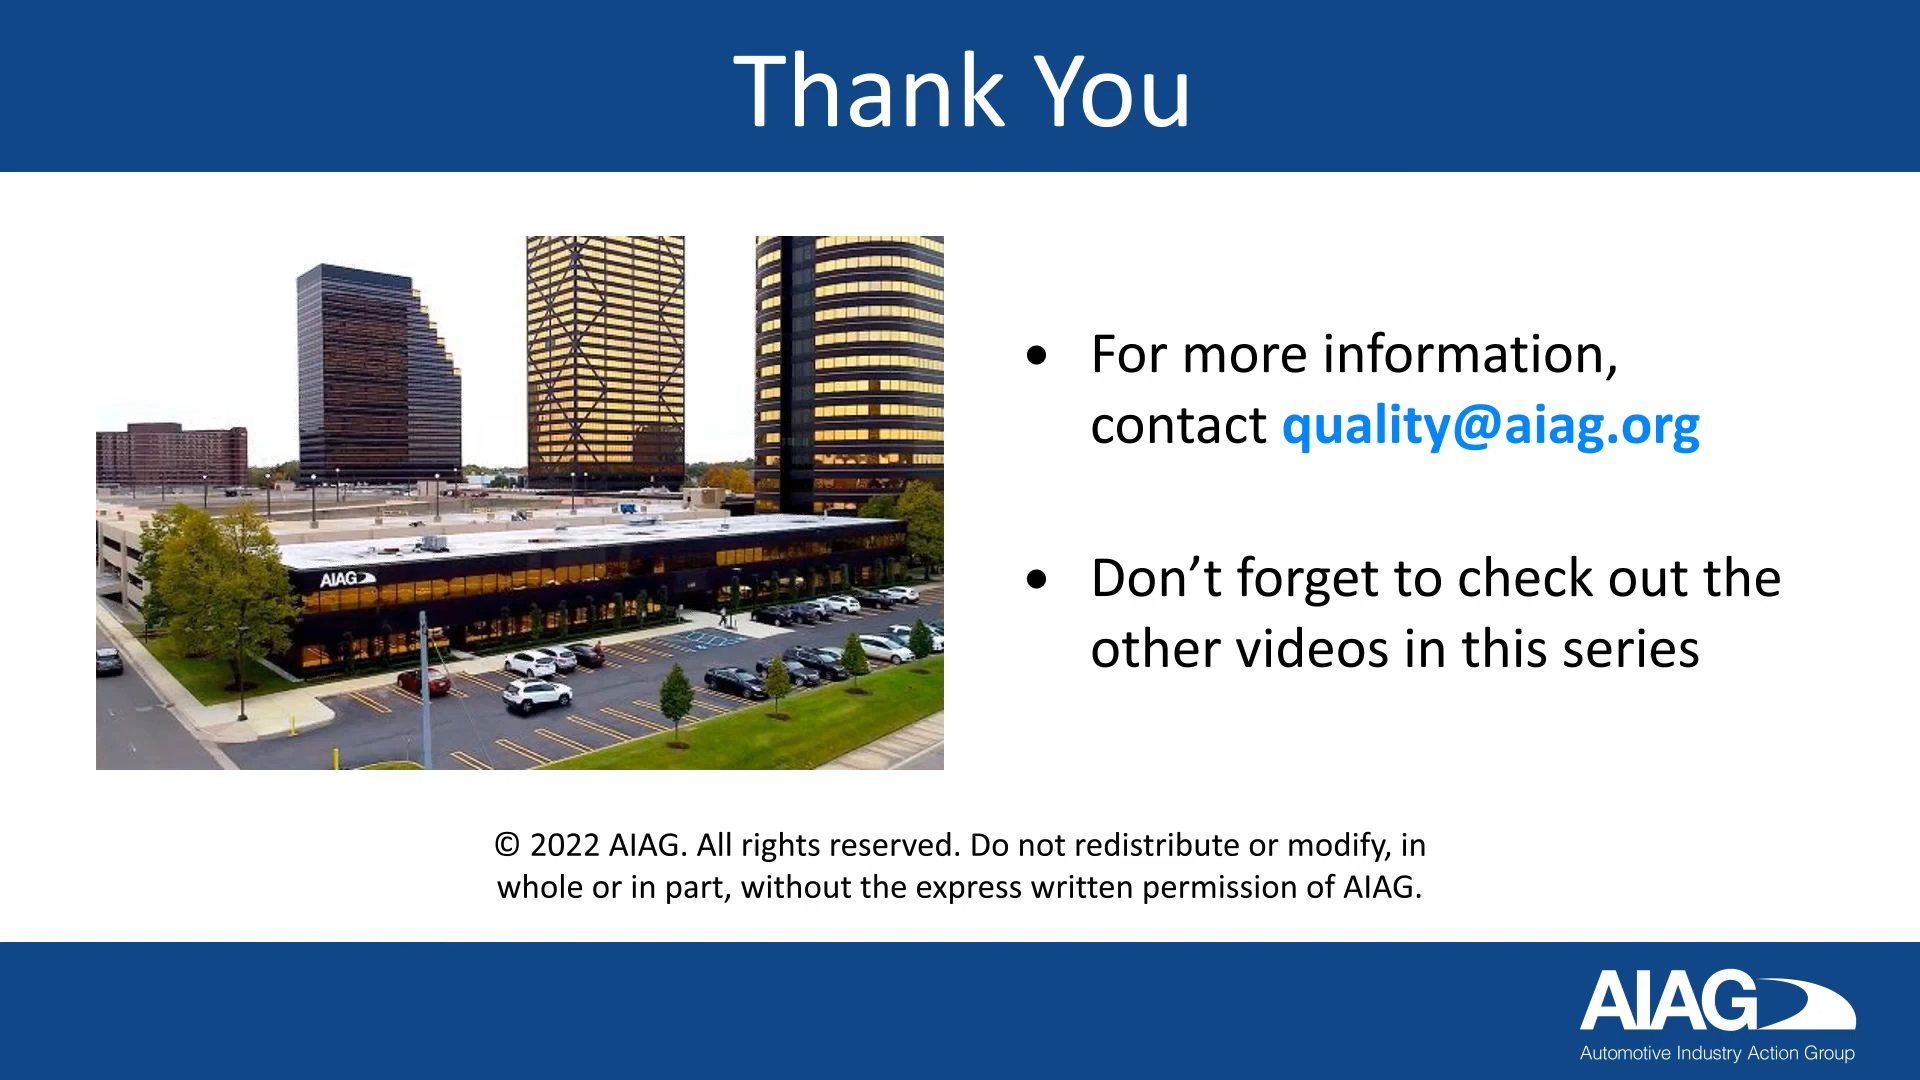 Thank You
AIAG
• For more information,
contact quality@aiag.org
• Don’t forget to check out the
other videos in this series
© 2022 AIAG. All rights reserved. Do not redistribute or modify, in
whole or in part, without the express written permission of AIAG.
AIAG
Automotive Industry Action Group